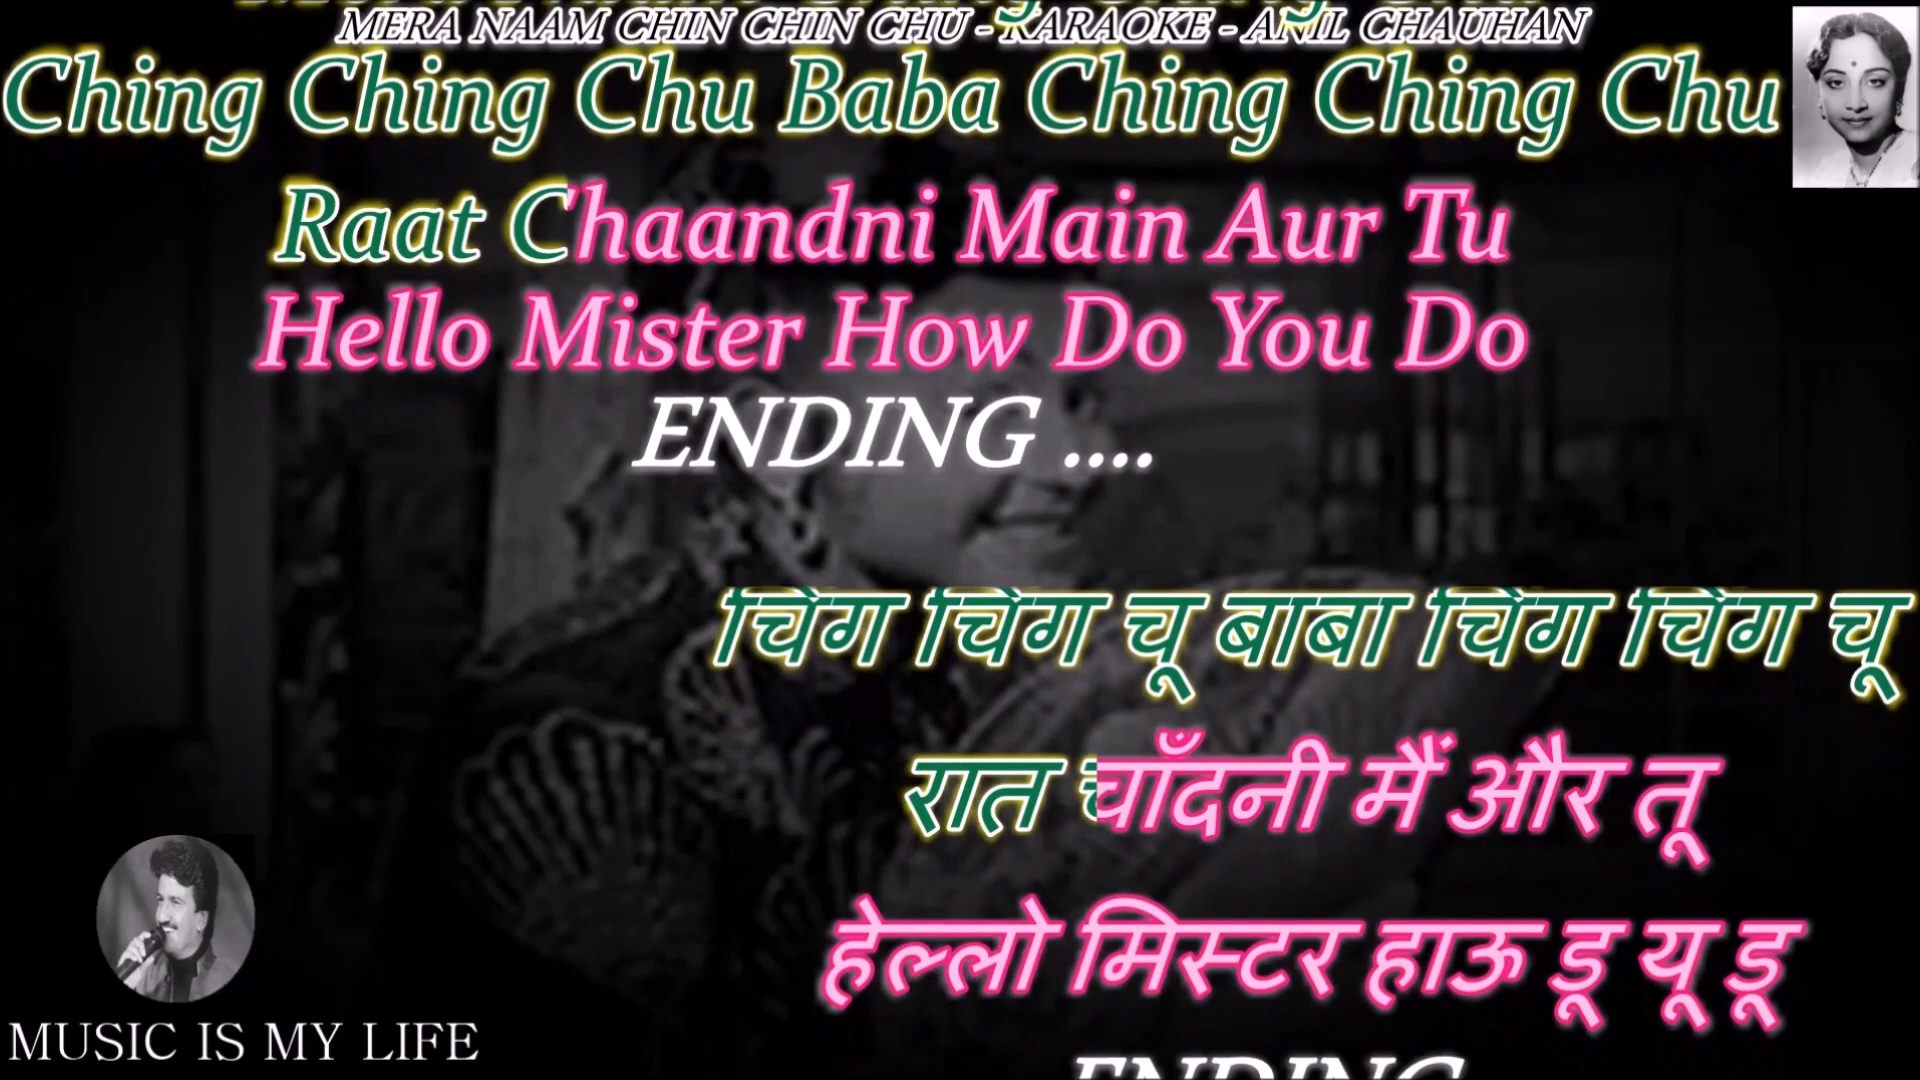 MERA NAAM CHIN CHIN CHU - KARAOKE - ANIL CHAUHAN
Ching Ching Chu Baba Ching Ching Chu
Raat Chaandni Main Aur Tu
Hello Mister How Do You Do
ENDING ....
चिंग चिंग चू बाबा चिंग चिंग चू
रात चाँदनी मैं और तू
हेल्लो मिस्टर हाऊ डू यू डू
MUSIC IS MY LIFE
ENDING